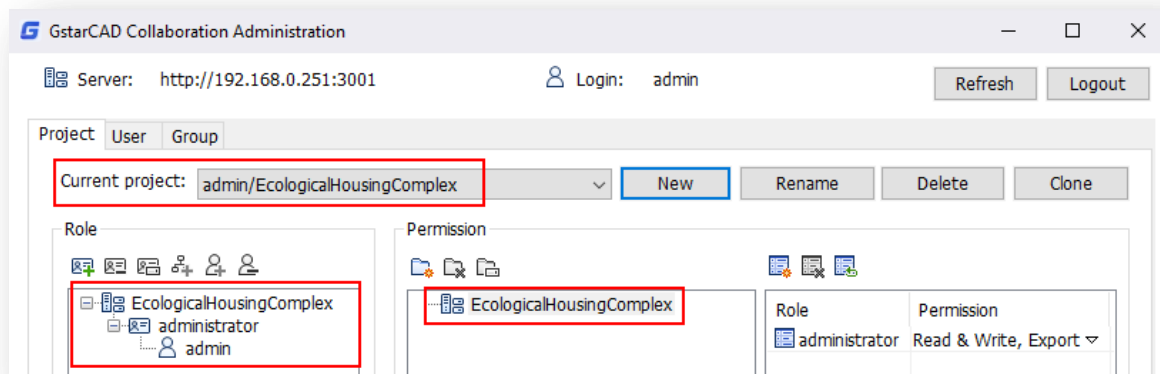 GstarCAD Collaboration Administration
Server: http://192.168.0.251:3001 Login: admin Refresh Logout
Project User Group
Current project: admin/EcologicalHousingComplex New Rename Delete Clone
Role Permission
EcologicalHousingComplex EcologicalHousingComplex Role Permission
administrator administrator Read & Write, Export
admin